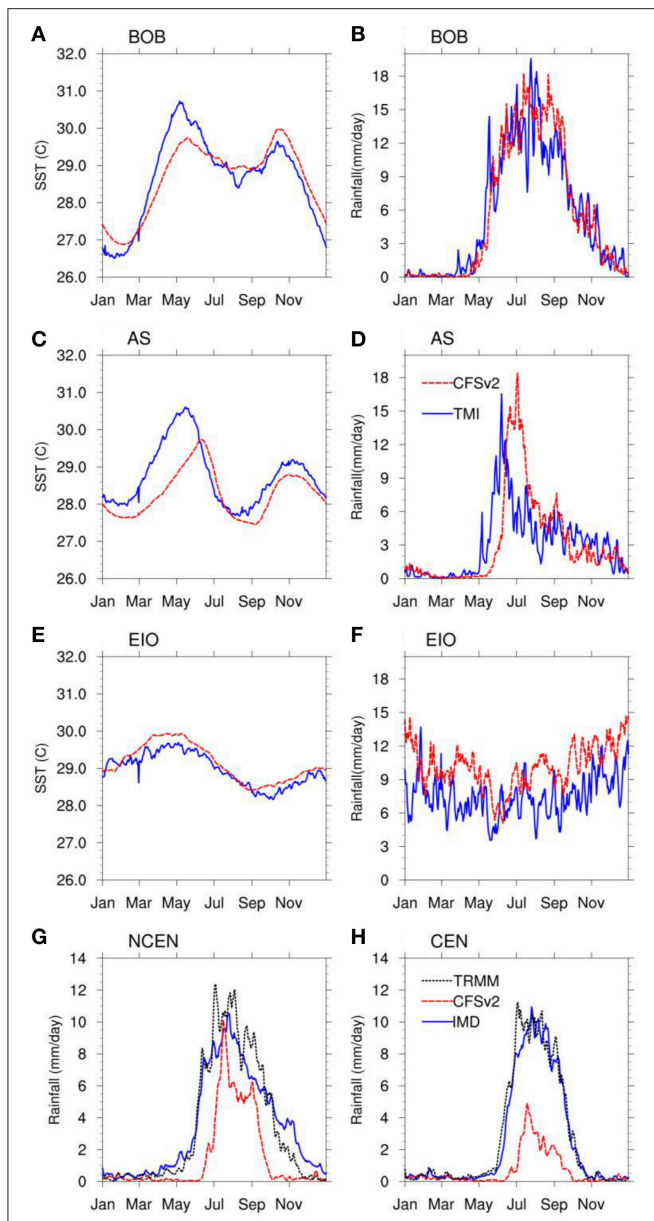 A BOB
32.0
31.0
30.0
29.0
28.0
27.0
26.0
SST (C)
Jan Mar May Jul Sep Nov
B BOB
18
15
12
9
6
3
0
Rainfall(mm/day)
Jan Mar May Jul Sep Nov
C AS
32.0
31.0
30.0
29.0
28.0
27.0
26.0
SST (C)
Jan Mar May Jul Sep Nov
D AS
18
15
12
9
6
3
0
Rainfall(mm/day)
CFSv2
TMI
Jan Mar May Jul Sep Nov
E EIO
32.0
31.0
30.0
29.0
28.0
27.0
26.0
SST (C)
Jan Mar May Jul Sep Nov
F EIO
18
15
12
9
6
3
0
Rainfall(mm/day)
Jan Mar May Jul Sep Nov
G NCEN
14
12
10
8
6
4
2
0
Rainfall (mm/day)
Jan Mar May Jul Sep Nov
H CEN
14
12
10
8
6
4
2
0
Rainfall (mm/day)
TRMM
CFSv2
IMD
Jan Mar May Jul Sep Nov